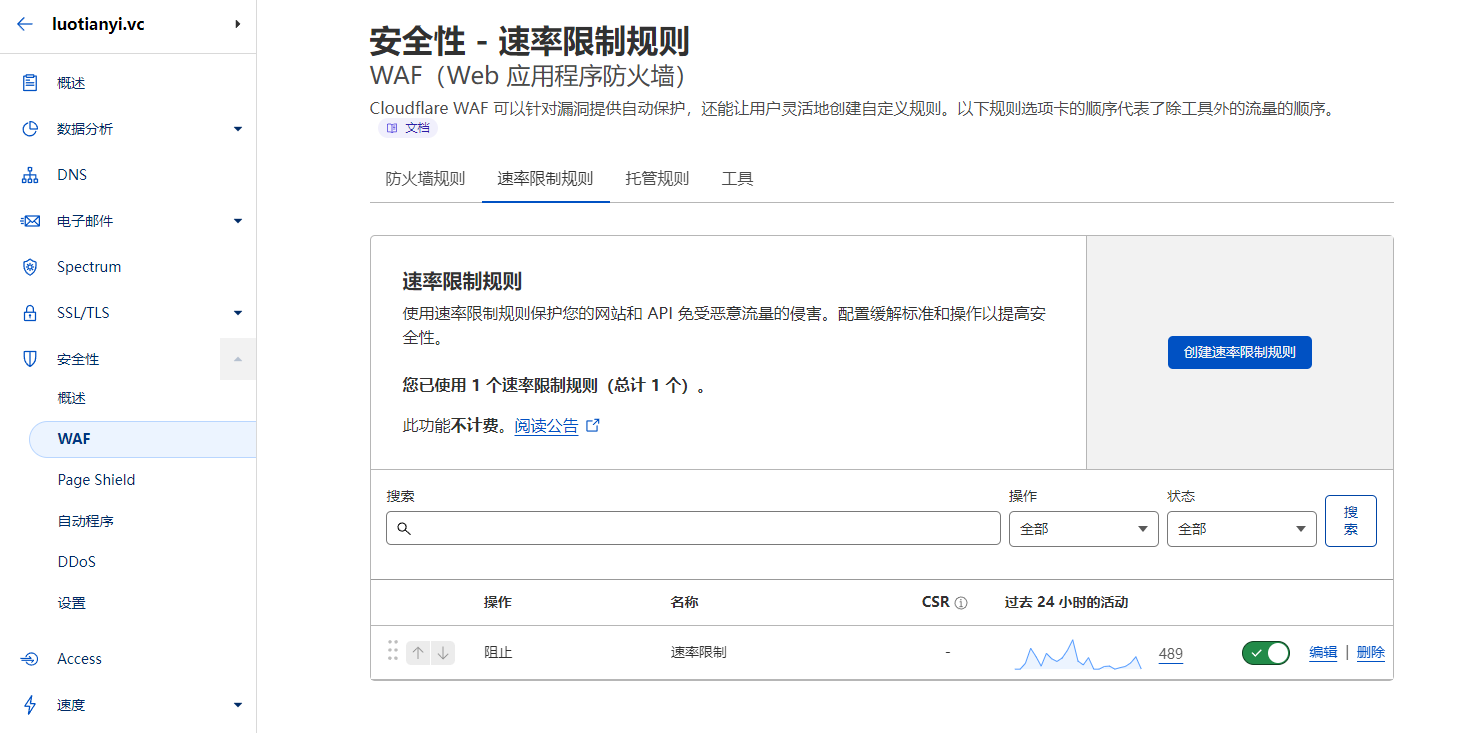 luotianyi.vc
概述
数据分析
DNS
电子邮件
Spectrum
SSL/TLS
安全性
概述
WAF
Page Shield
自动程序
DDoS
设置
Access
速度
安全性 - 速率限制规则
WAF（Web 应用程序防火墙）
Cloudflare WAF 可以针对漏洞提供自动保护，还能让用户灵活地创建自定义规则。以下规则选项卡的顺序代表了除工具外的流量的顺序。
文档
防火墙规则 速率限制规则 托管规则 工具
速率限制规则
使用速率限制规则保护您的网站和 API 免受恶意流量的侵害。配置缓解标准和操作以提高安
全性。
您已使用 1 个速率限制规则（总计 1 个）。
此功能不计费。阅读公告
创建速率限制规则
搜索 操作 状态
全部 全部 搜
索
操作 名称 CSR 过去 24 小时的活动
阻止 速率限制 - 489 编辑 | 删除